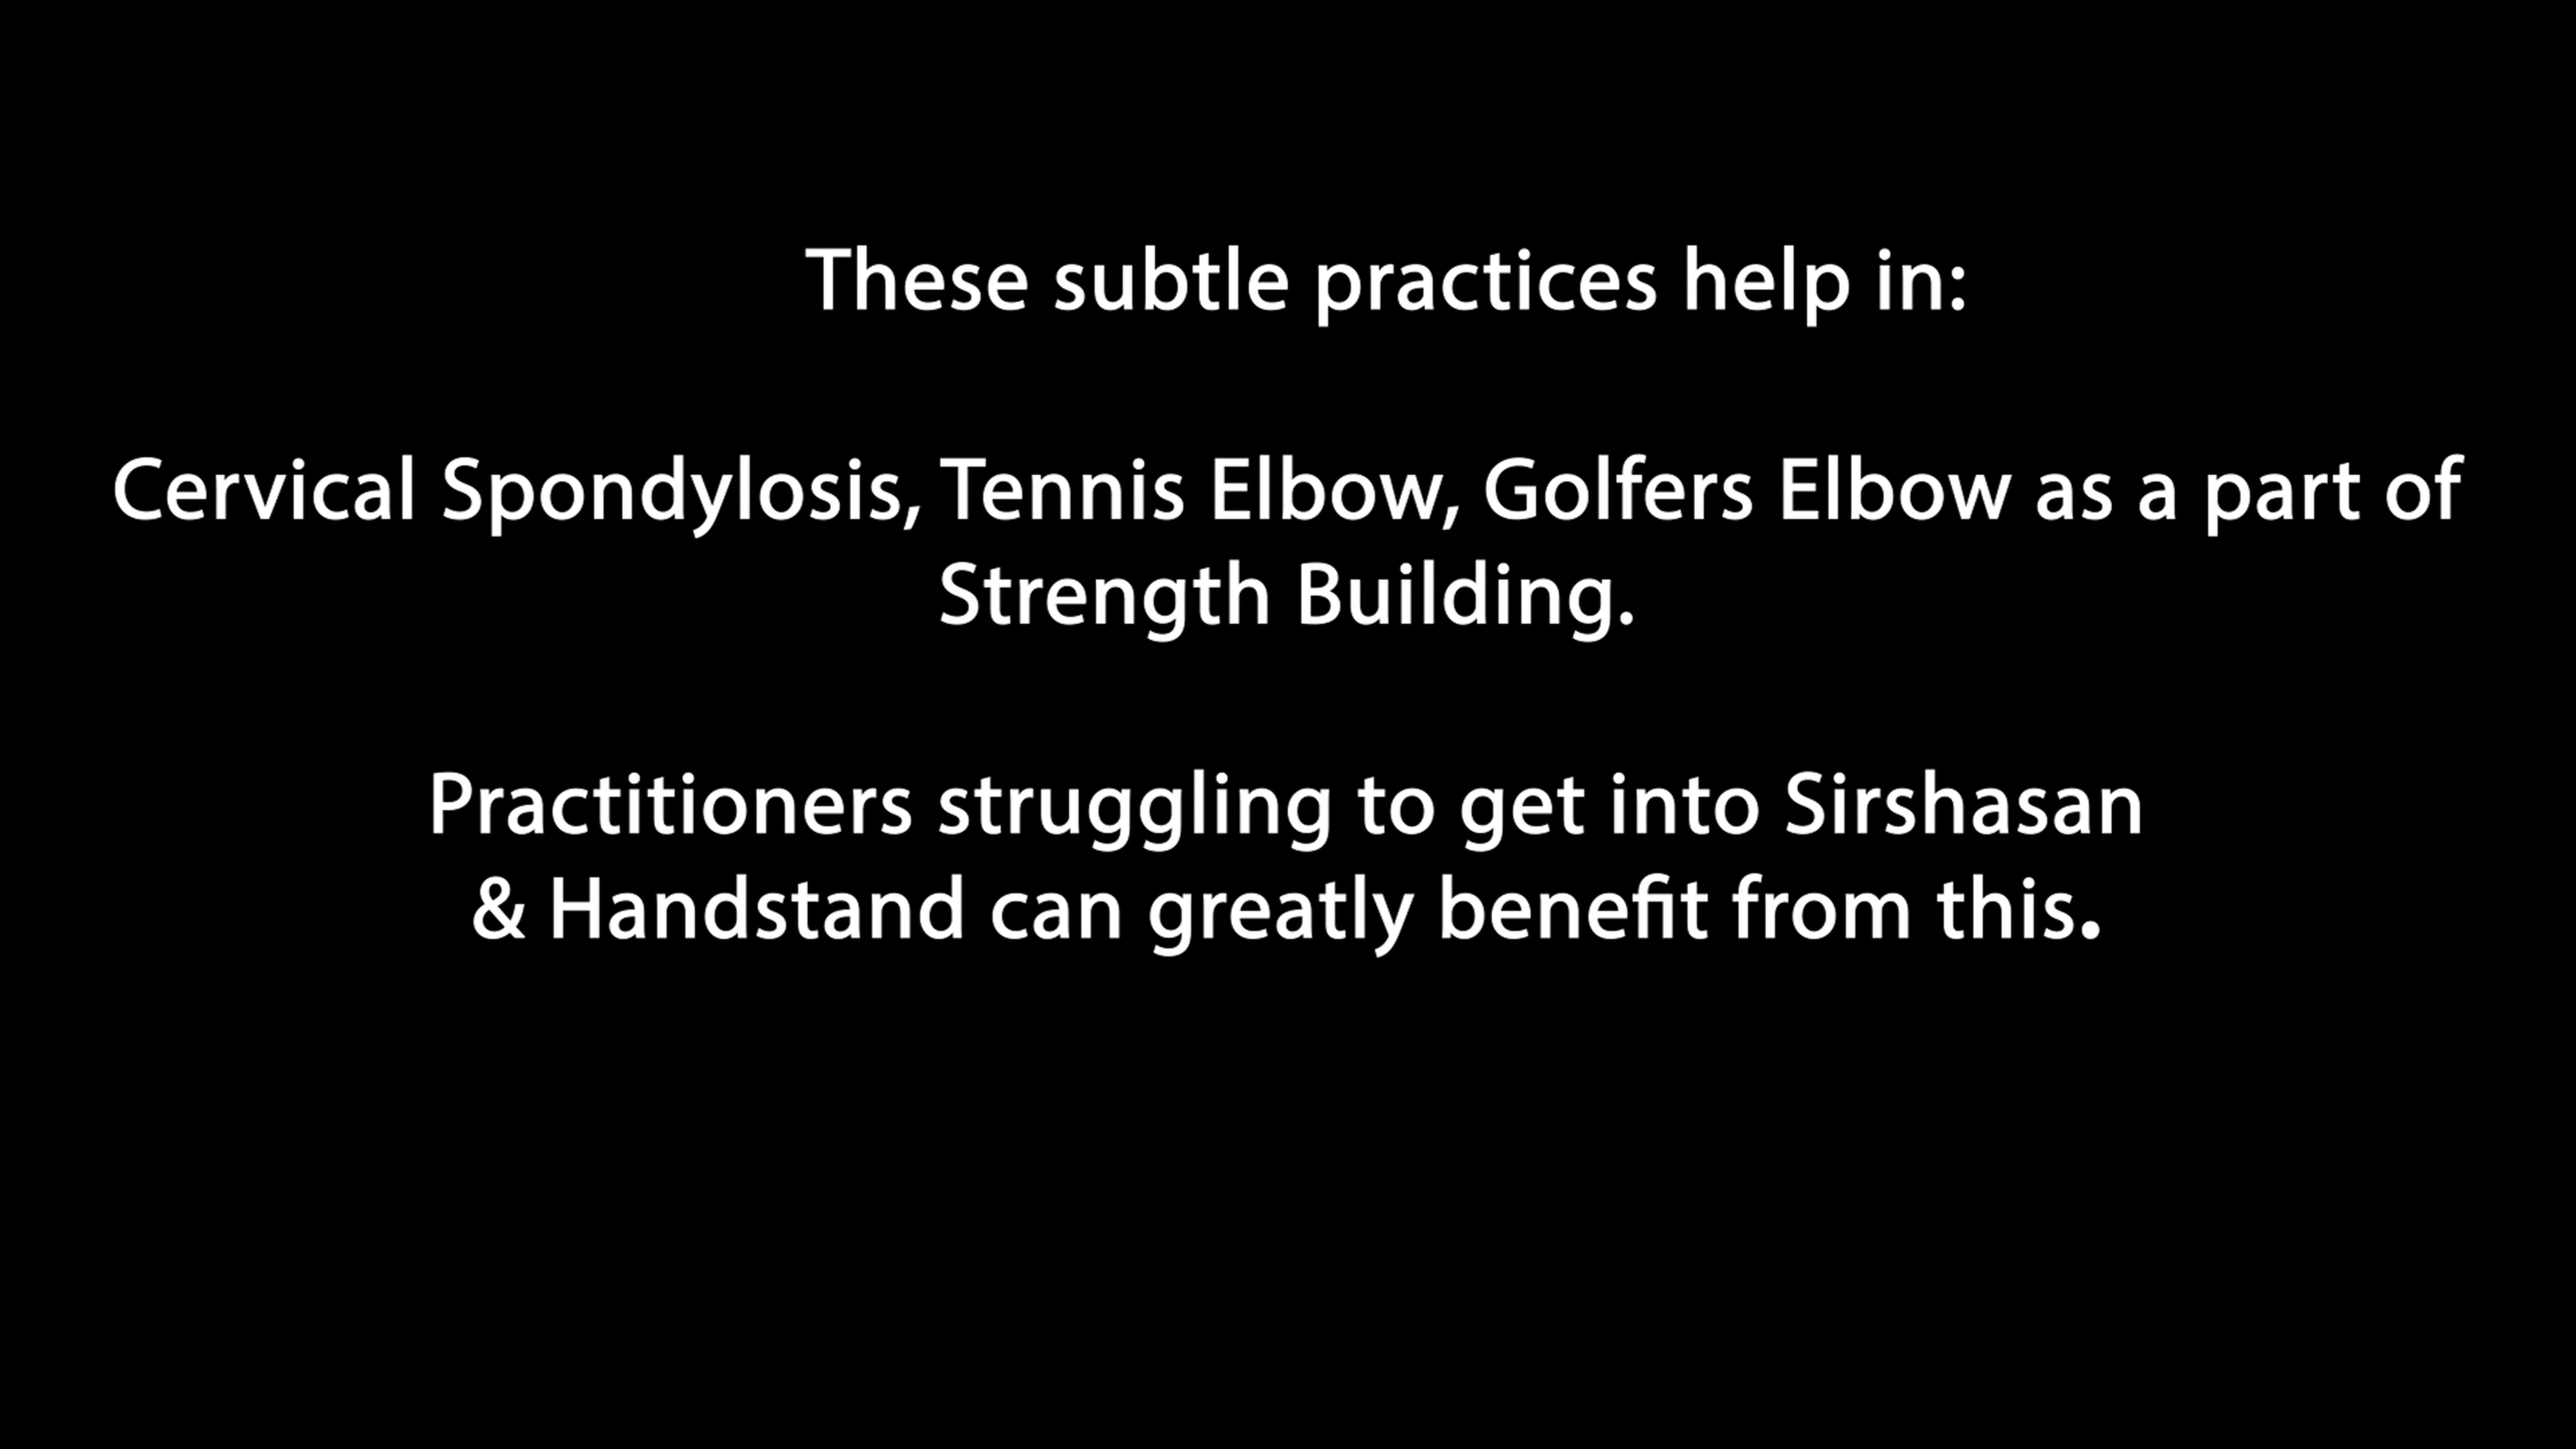 These subtle practices help in:
Cervical Spondylosis, Tennis Elbow, Golfers Elbow as a part of
Strength Building.
Practitioners struggling to get into Sirshasan
& Handstand can greatly benefit from this.